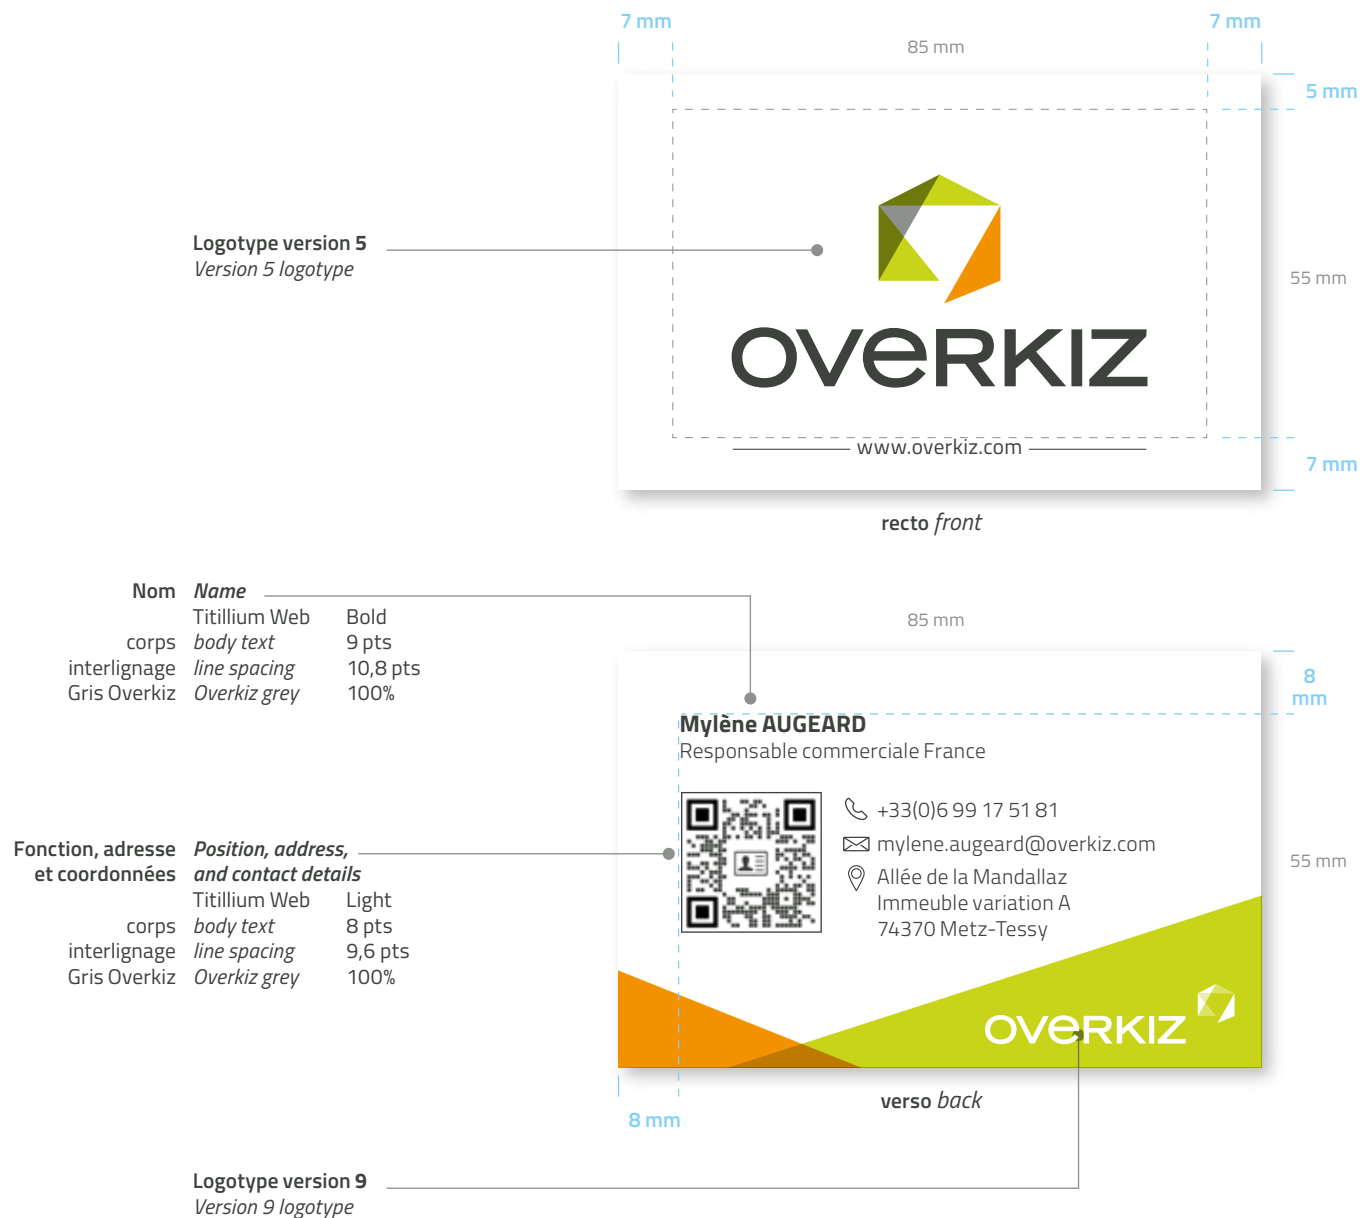 7 mm
7 mm
85 mm
5 mm
Logotype version 5
Version 5 logotype
55 mm
OVERKIZ
www.overkiz.com
7 mm
recto front
Nom Name
Titillium Web Bold
corps body text 9 pts
interlignage line spacing 10,8 pts
Gris Overkiz Overkiz grey 100%
85 mm
8
mm
Mylène AUGEARD
Responsable commerciale France
+33(0)6 99 17 51 81
mylene.augeard@overkiz.com
Allée de la Mandallaz
Immeuble variation A
74370 Metz-Tessy
55 mm
Fonction, adresse Position, address,
et coordonnées and contact details
Titillium Web Light
corps body text 8 pts
interlignage line spacing 9,6 pts
Gris Overkiz Overkiz grey 100%
OVERKIZ
verso back
8 mm
Logotype version 9
Version 9 logotype